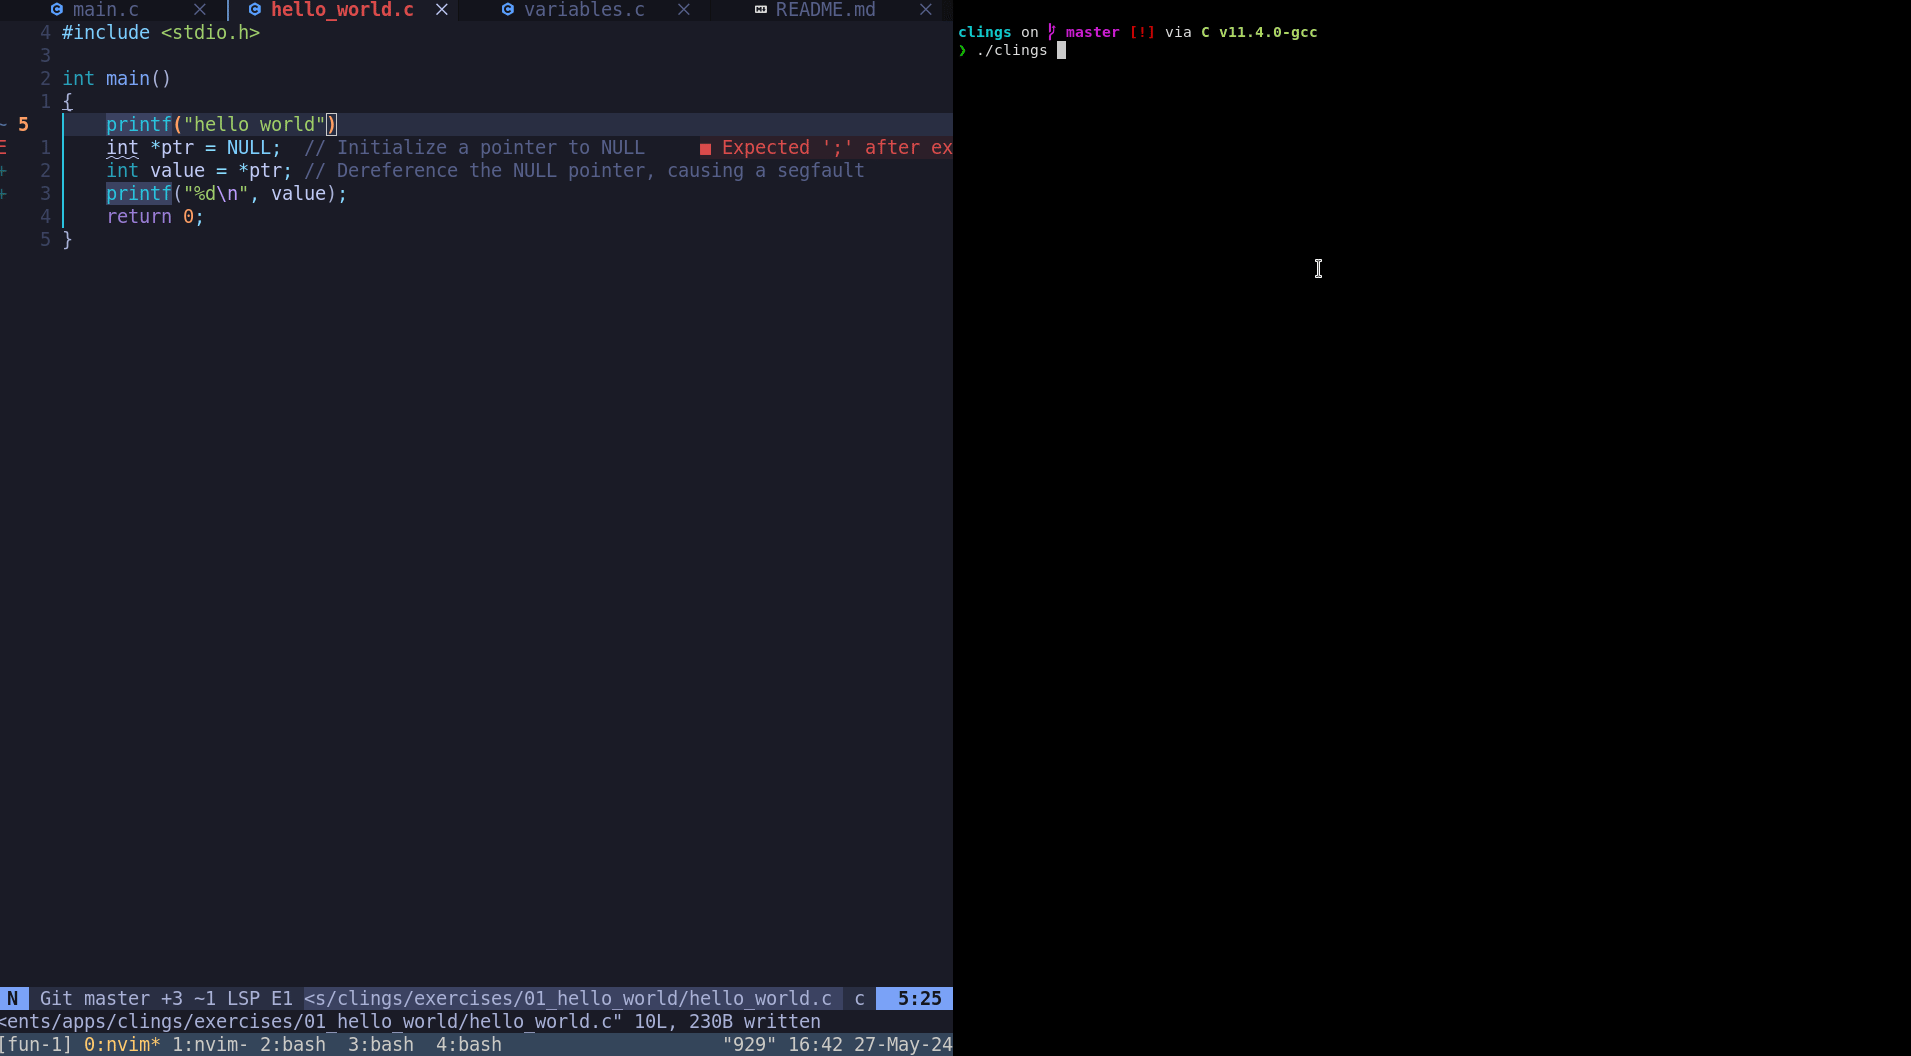 main.c hello_world.c variables.c README.md
4 #include <stdio.h>
3
2 int main()
1 {
~ 5 printf("hello world")
E 1 int *ptr = NULL; // Initialize a pointer to NULL ■ Expected ';' after ex
+ 2 int value = *ptr; // Dereference the NULL pointer, causing a segfault
+ 3 printf("%d\n", value);
4 return 0;
5 }
N Git master +3 ~1 LSP E1 <s/clings/exercises/01_hello_world/hello_world.c c 5:25
<ents/apps/clings/exercises/01_hello_world/hello_world.c" 10L, 230B written
[fun-1] 0:nvim* 1:nvim- 2:bash 3:bash 4:bash "929" 16:42 27-May-24
clings on master [!] via C v11.4.0-gcc
❯ ./clings